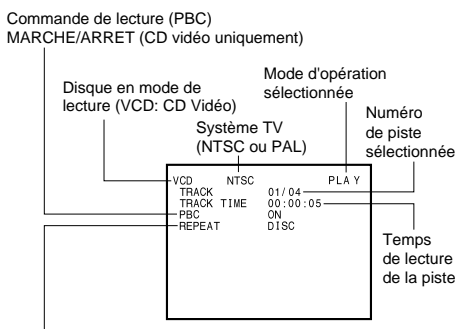 Commande de lecture (PBC)
MARCHE/ARRET (CD vidéo uniquement)
Disque en mode de
lecture (VCD: CD Vidéo)
Mode d'opération
sélectionnée
Système TV
(NTSC ou PAL)
Numéro
de piste
sélectionnée
VCD NTSC PLAY
TRACK 01/04
TRACK TIME 00:00:05
PBC ON
REPEAT DISC
Temps
de lecture
de la piste